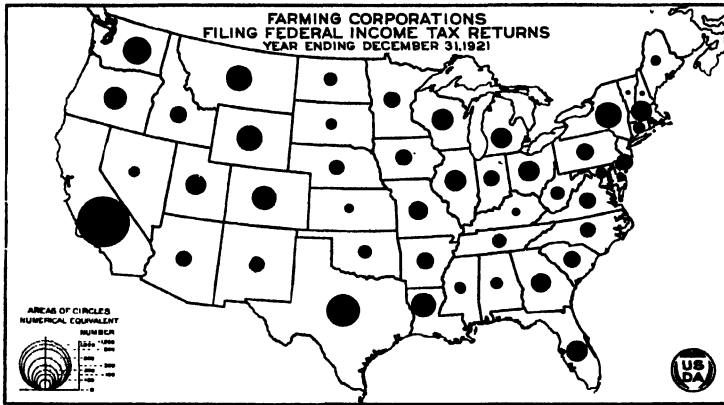 FARMING CORPORATIONS
FILING FEDERAL INCOME TAX RETURNS
YEAR ENDING DECEMBER 31,1921
AREAS OF CIRCLES
NUMERICAL EQUIVALENT
NUMBER
0
US
DA